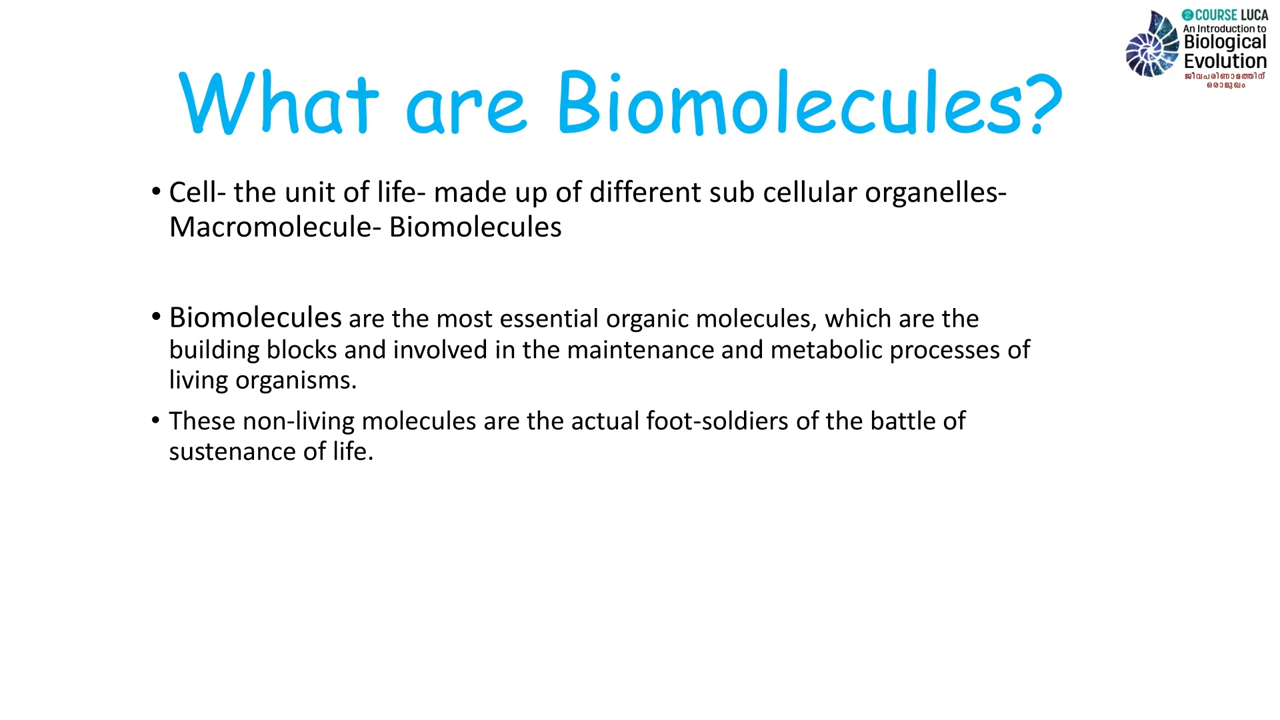 COURSE LUCA
An Introduction to
Biological
Evolution
ജീവപരിണാമത്തിന്
ഒരാമുഖം
What are Biomolecules?
• Cell- the unit of life- made up of different sub cellular organelles-
Macromolecule- Biomolecules
• Biomolecules are the most essential organic molecules, which are the
building blocks and involved in the maintenance and metabolic processes of
living organisms.
• These non-living molecules are the actual foot-soldiers of the battle of
sustenance of life.